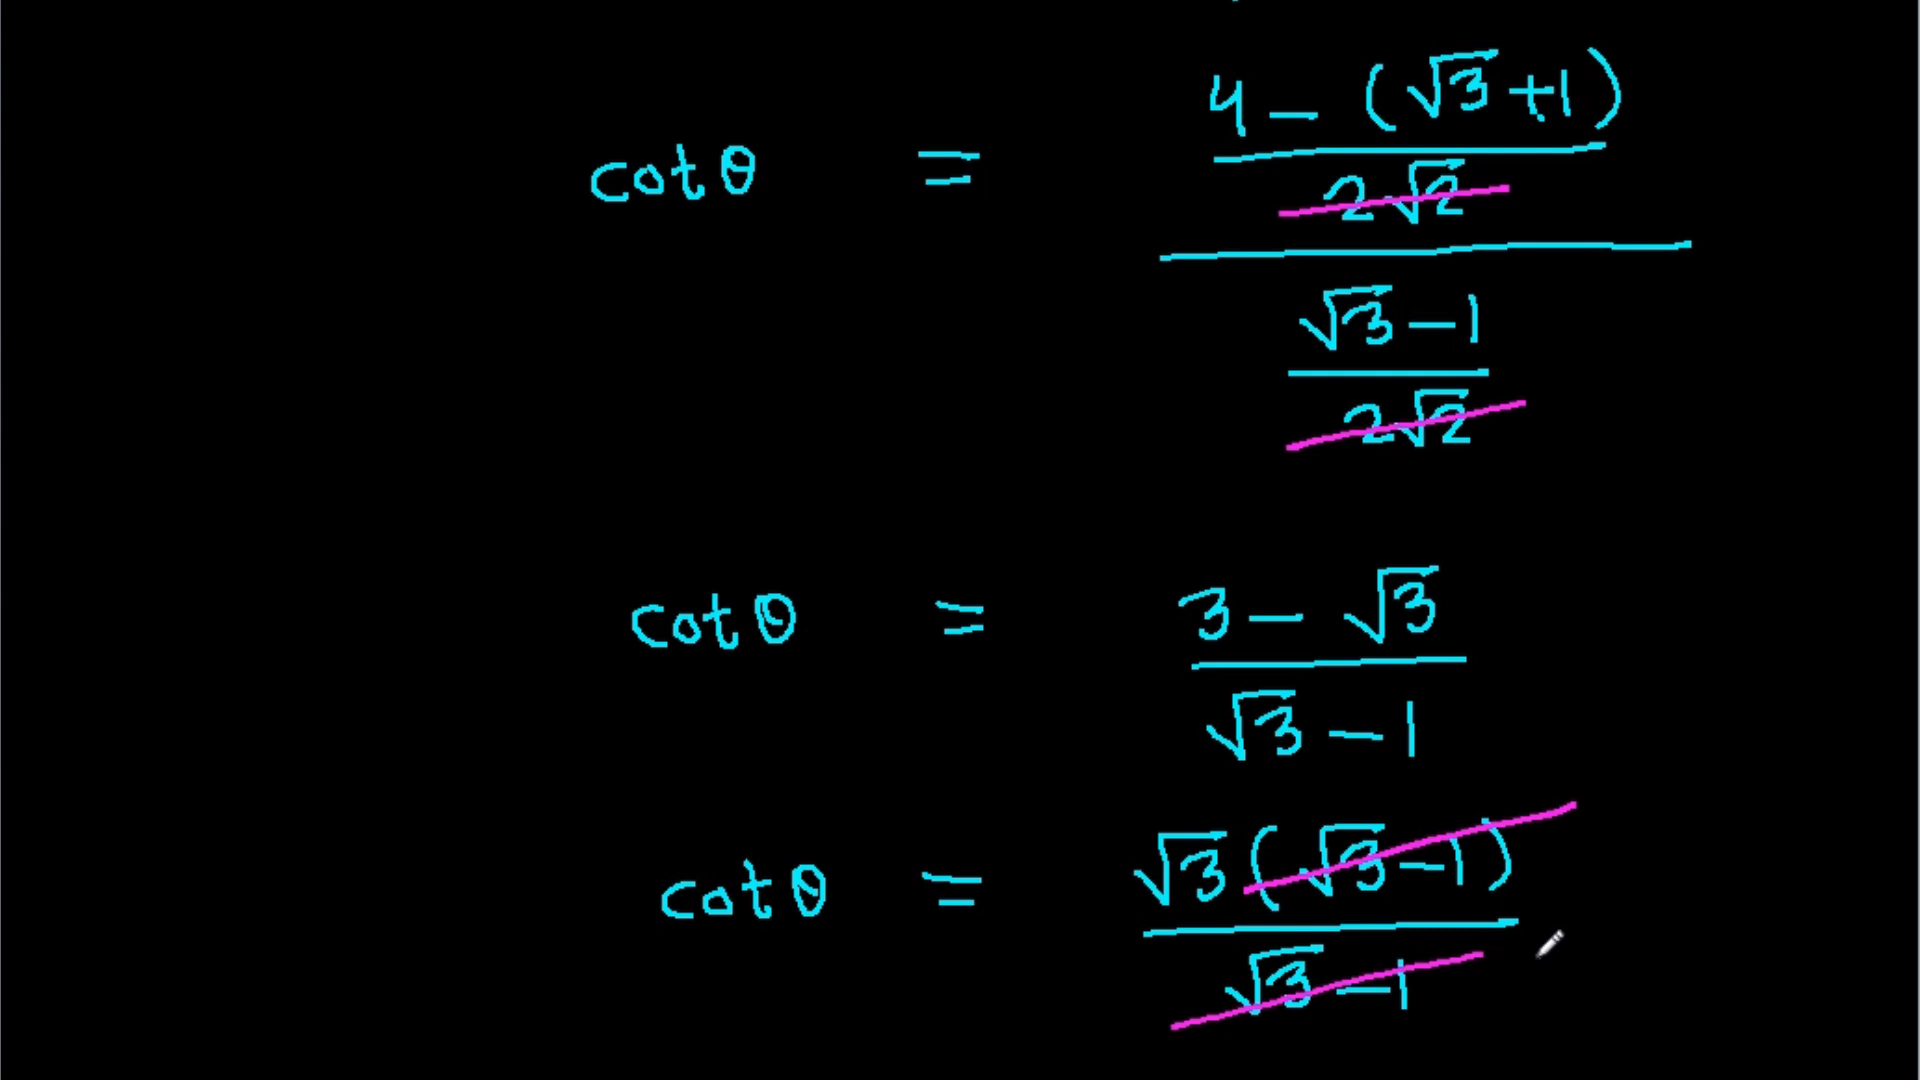 4 - (√3 + 1)
cot θ =
2√2
√3 - 1
2√2
3 - √3
cot θ =
√3 - 1
√3 (√3 - 1)
cot θ =
√3 - 1